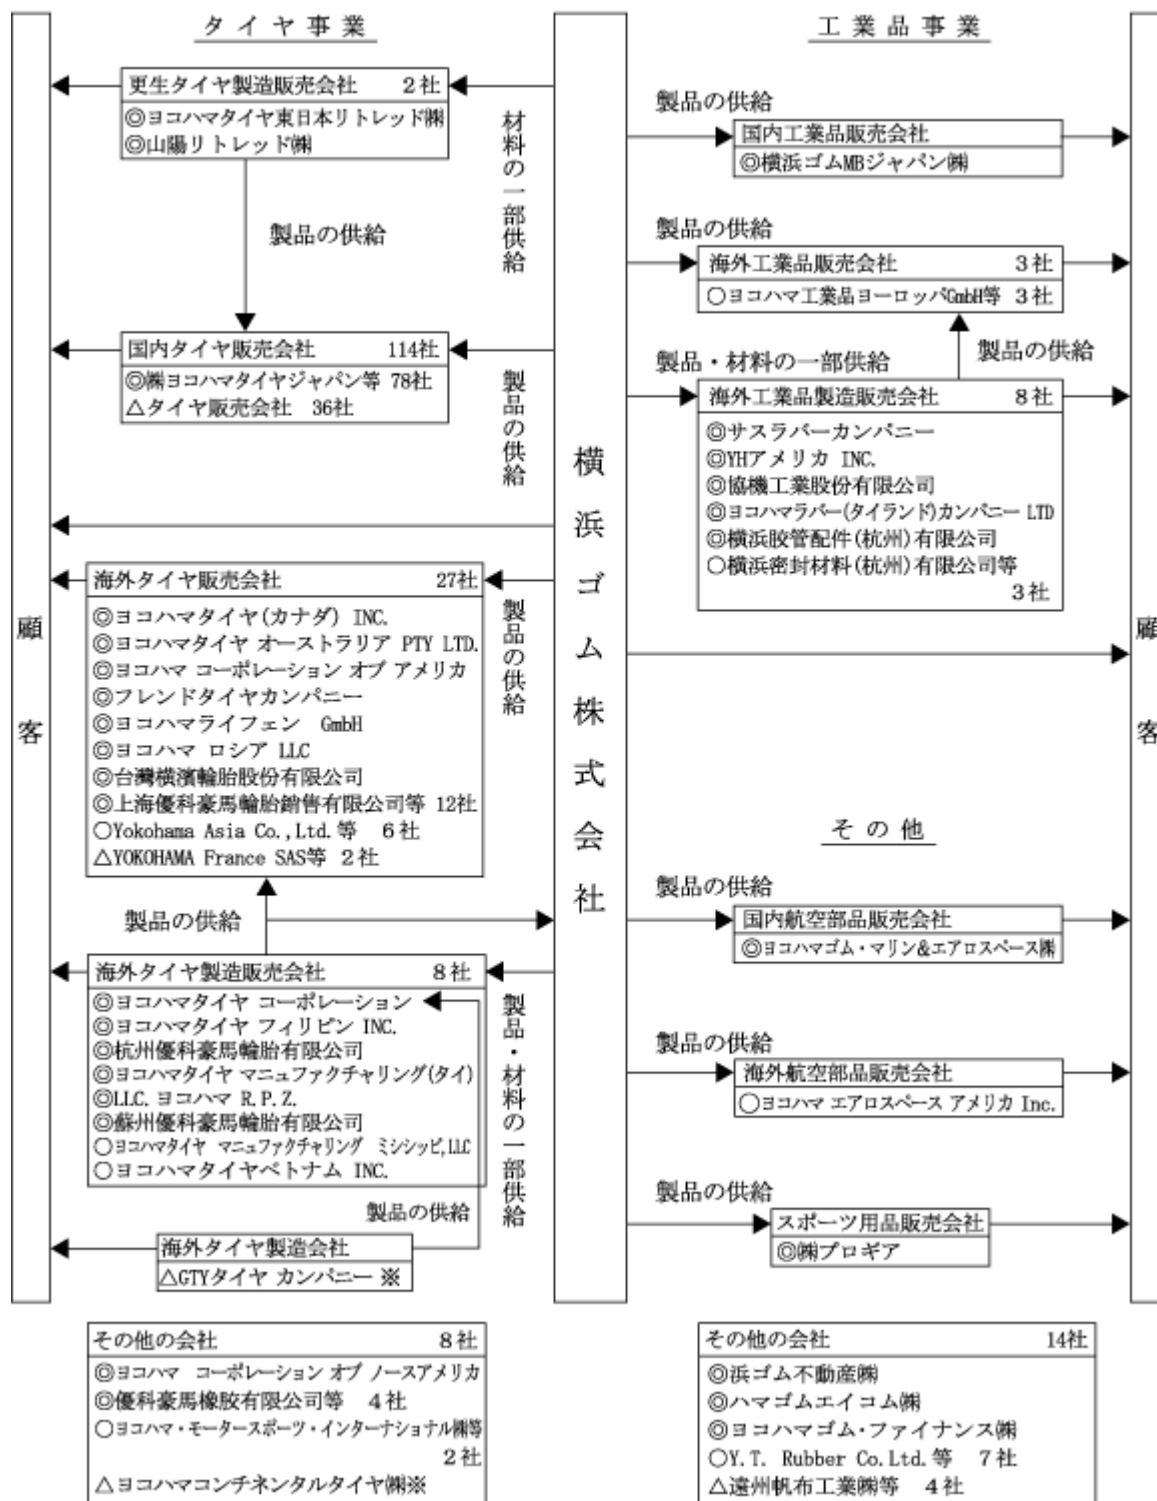 タイヤ事業
更生タイヤ製造販売会社 2社
◎ヨコハマタイヤ東日本リトレッド㈱
◎山陽リトレッド㈱
材料の一部供給
製品の供給
国内タイヤ販売会社 114社
◎㈱ヨコハマタイヤジャパン等 78社
△タイヤ販売会社 36社
製品の供給
海外タイヤ販売会社 27社
◎ヨコハマタイヤ(カナダ) INC.
◎ヨコハマタイヤ オーストラリア PTY LTD.
◎ヨコハマ コーポレーション オブ アメリカ
◎フレンドタイヤカンパニー
◎ヨコハマライフェン GmbH
◎ヨコハマ ロシア LLC
◎台灣横濱輪胎股份有限公司
◎上海優科豪馬輪胎銷售有限公司等 12社
○Yokohama Asia Co.,Ltd.等 6社
△YOKOHAMA France SAS等 2社
製品の供給
製品の供給
海外タイヤ製造販売会社 8社
◎ヨコハマタイヤ コーポレーション
◎ヨコハマタイヤ フィリピン INC.
◎杭州優科豪馬輪胎有限公司
◎ヨコハマタイヤ マニュファクチャリング(タイ)
◎LLC. ヨコハマ R.P.Z.
◎蘇州優科豪馬輪胎有限公司
○ヨコハマタイヤ マニュファクチャリング ミシシッピ,LLC
○ヨコハマタイヤベトナム INC.
製品・材料の一部供給
製品の供給
海外タイヤ製造会社
△GTYタイヤ カンパニー ※
その他の会社 8社
◎ヨコハマ コーポレーション オブ ノースアメリカ
◎優科豪馬橡胶有限公司等 4社
○ヨコハマ・モータースポーツ・インターナショナル㈱等
2社
△ヨコハマコンチネンタルタイヤ㈱※
顧客
横浜ゴム株式会社
工業品事業
製品の供給
国内工業品販売会社
◎横浜ゴムMBジャパン㈱
製品の供給
海外工業品販売会社 3社
○ヨコハマ工業品ヨーロッパGmbH等 3社
製品の供給
製品・材料の一部供給
海外工業品製造販売会社 8社
◎サスラバーカンパニー
◎YHアメリカ INC.
◎協機工業股份有限公司
◎ヨコハマラバー(タイランド)カンパニー LTD
◎横浜胶管配件(杭州)有限公司
○横浜密封材料(杭州)有限公司等
3社
その他
製品の供給
国内航空部品販売会社
◎ヨコハマゴム・マリン&エアロスペース㈱
製品の供給
海外航空部品販売会社
○ヨコハマ エアロスペース アメリカ Inc.
製品の供給
スポーツ用品販売会社
◎㈱プロギア
その他の会社 14社
◎浜ゴム不動産㈱
◎ハマゴムエイコム㈱
◎ヨコハマゴム・ファイナンス㈱
○Y.T. Rubber Co.Ltd.等 7社
△遠州帆布工業㈱等 4社
顧客